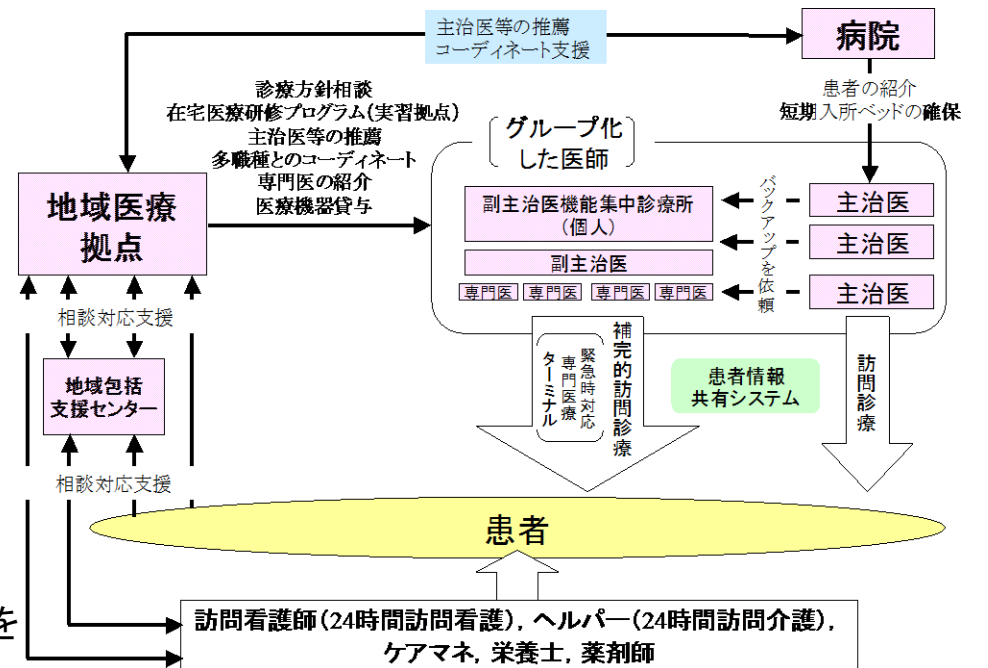 主治医等の推薦
コーディネート支援
病院
患者の紹介
短期入所ベッドの確保
診療方針相談
在宅医療研修プログラム(実習拠点)
主治医等の推薦
多職種とのコーディネート
専門医の紹介
医療機器貸与
地域医療
拠点
グループ化
した医師
副主治医機能集中診療所
(個人)
副主治医
専門医 専門医 専門医 専門医
バックアップを依頼
主治医
主治医
主治医
相談対応支援
地域包括
支援センター
相談対応支援
補完的訪問診療
緊急時対応
専門医療
ターミナル
患者情報
共有システム
訪問診療
患者
を
訪問看護師(24時間訪問看護), ヘルパー(24時間訪問介護),
ケアマネ, 栄養士, 薬剤師